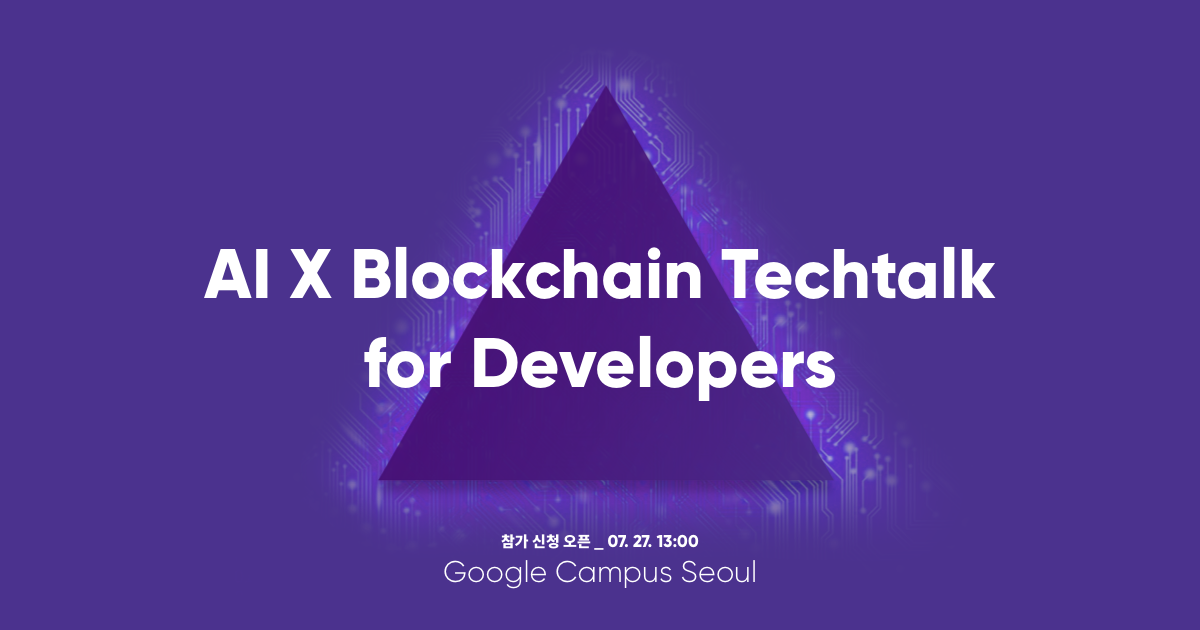 AI X Blockchain Techtalk
for Developers
참가 신청 오픈 _ 07. 27. 13:00
Google Campus Seoul